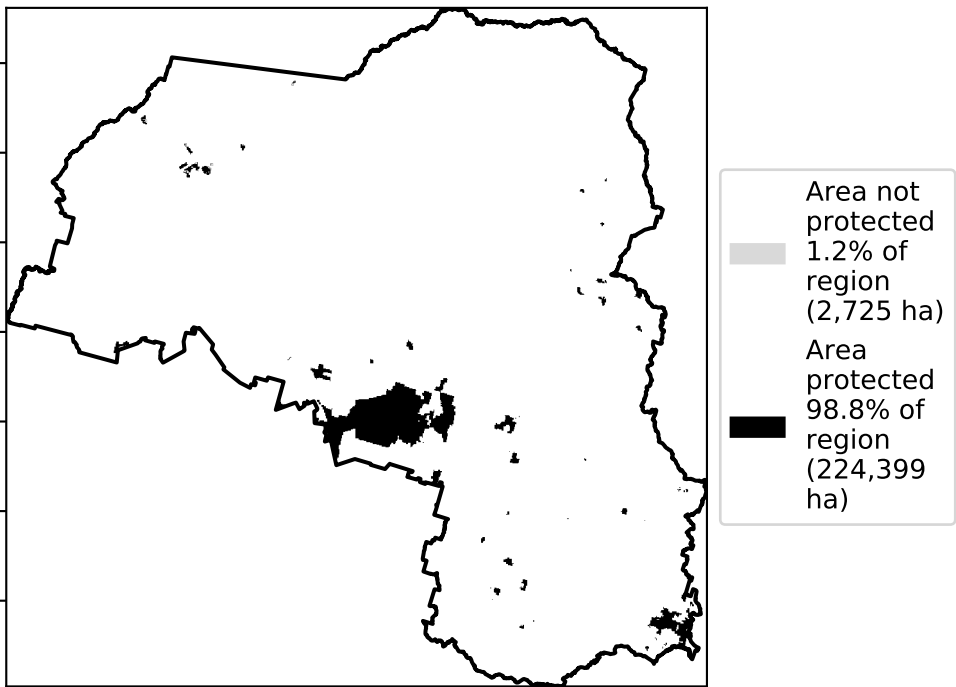 Area not
protected
1.2% of
region
(2,725 ha)
Area
protected
98.8% of
region
(224,399
ha)